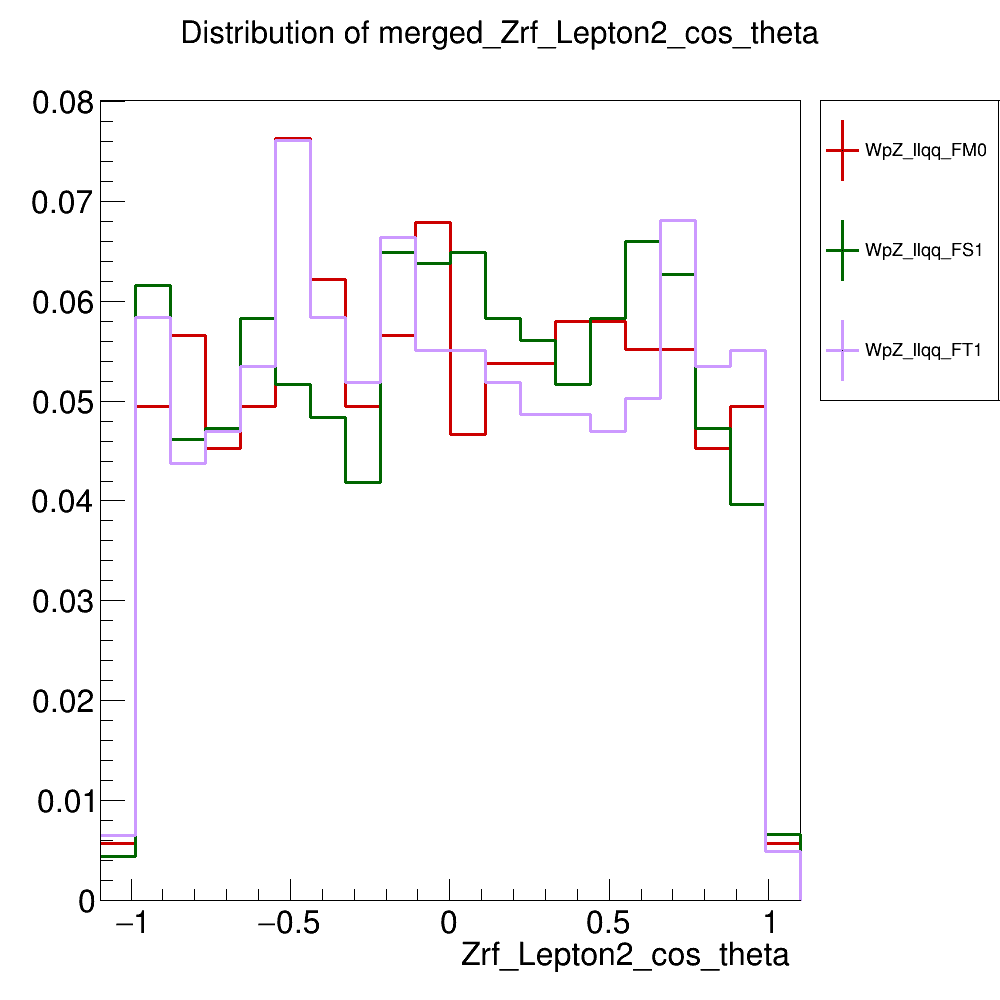 Distribution of merged_Zrf_Lepton2_cos_theta
0.08
0.07
0.06
0.05
0.04
0.03
0.02
0.01
0
−1
−0.5
0
0.5
1
Zrf_Lepton2_cos_theta
WpZ_llqq_FM0
WpZ_llqq_FS1
WpZ_llqq_FT1